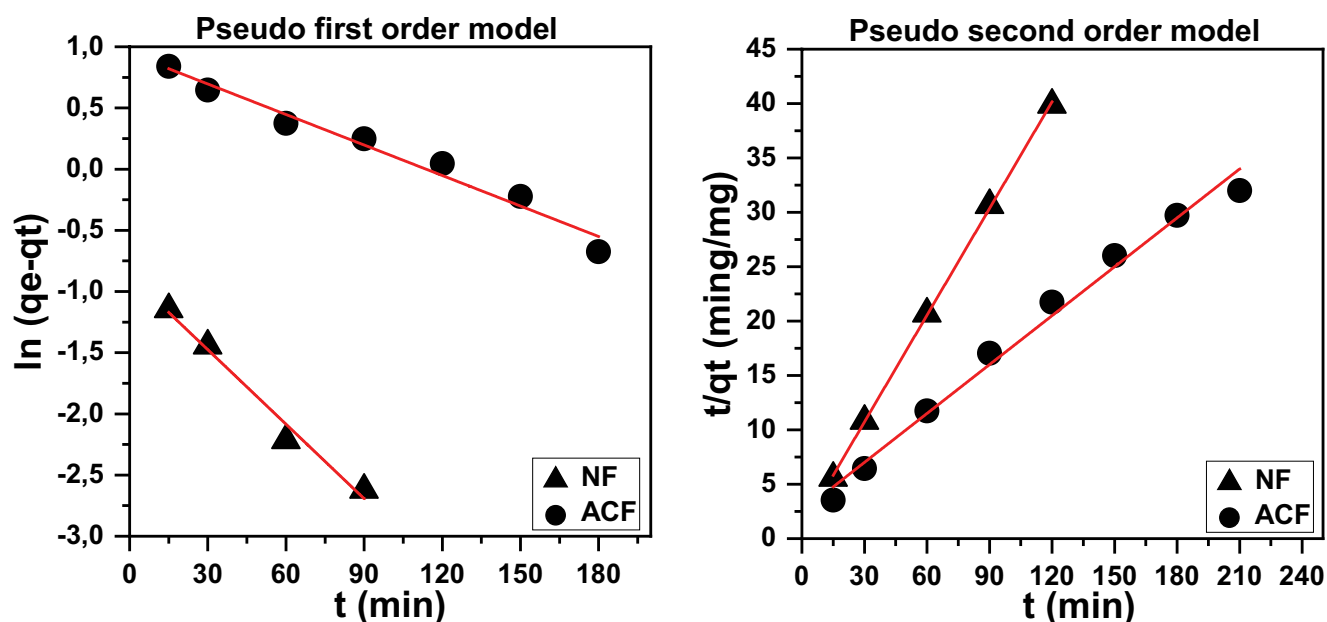 Pseudo first order model
1,0
0,5
0,0
-0,5
-1,0
-1,5
-2,0
-2,5
-3,0
ln (qe-qt)
NF
ACF
0 30 60 90 120 150 180
t (min)
Pseudo second order model
45
40
35
30
25
20
15
10
5
0
t/qt (ming/mg)
NF
ACF
0 30 60 90 120 150 180 210 240
t (min)